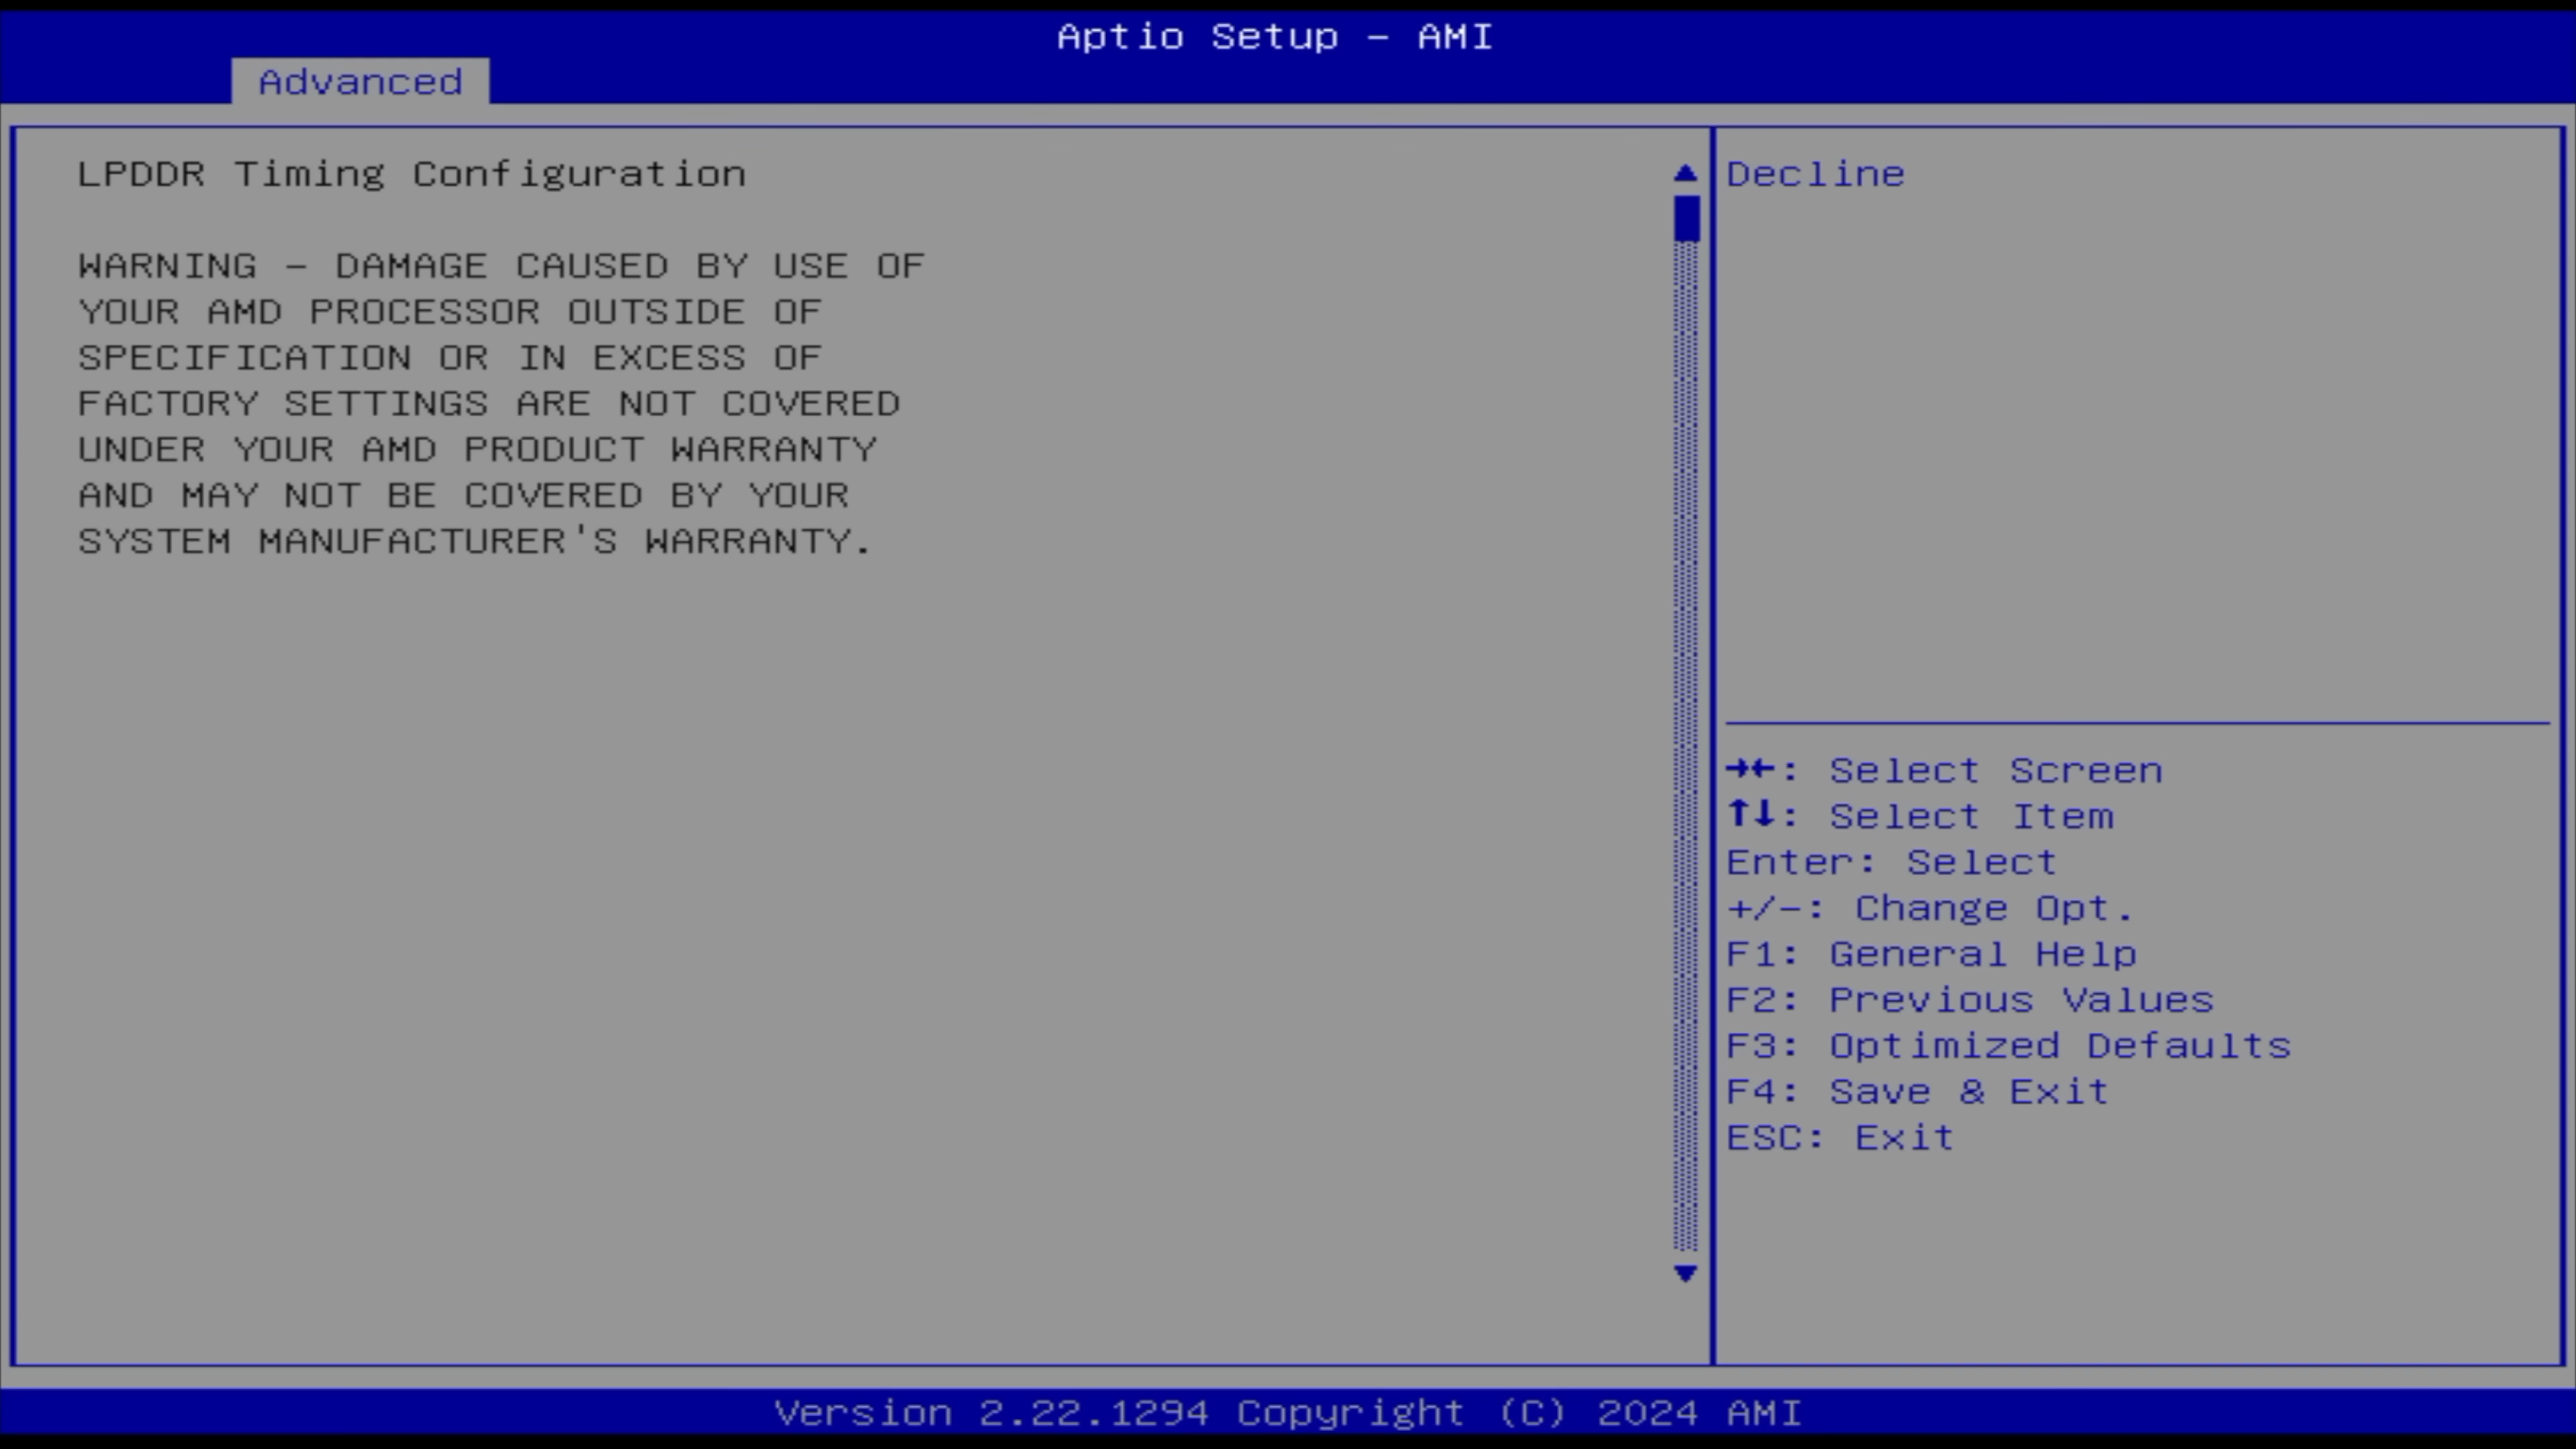 Aptio Setup - AMI
Advanced
LPDDR Timing Configuration
WARNING - DAMAGE CAUSED BY USE OF
YOUR AMD PROCESSOR OUTSIDE OF
SPECIFICATION OR IN EXCESS OF
FACTORY SETTINGS ARE NOT COVERED
UNDER YOUR AMD PRODUCT WARRANTY
AND MAY NOT BE COVERED BY YOUR
SYSTEM MANUFACTURER'S WARRANTY.
Decline
→←: Select Screen
↑↓: Select Item
Enter: Select
+/-: Change Opt.
F1: General Help
F2: Previous Values
F3: Optimized Defaults
F4: Save & Exit
ESC: Exit
Version 2.22.1294 Copyright (C) 2024 AMI